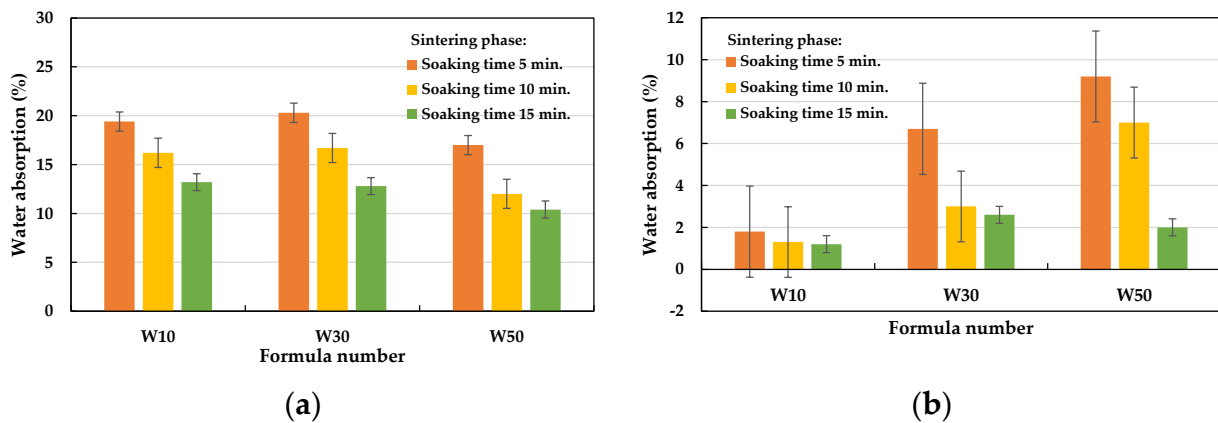 30
25
20
15
10
5
0
Water absorption (%)
Sintering phase:
Soaking time 5 min.
Soaking time 10 min.
Soaking time 15 min.
W10 W30 W50
Formula number
(a)
12
10
8
6
4
2
0
-2
Water absorption (%)
Sintering phase:
Soaking time 5 min.
Soaking time 10 min.
Soaking time 15 min.
W10 W30 W50
Formula number
(b)